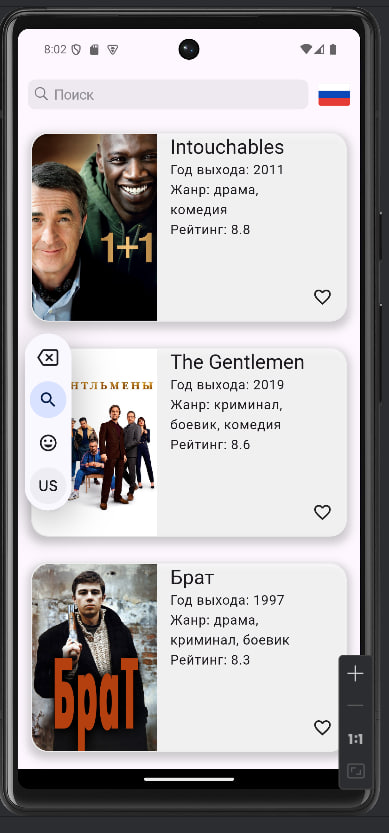 8:02
Поиск
Intouchables
Год выхода: 2011
Жанр: драма,
комедия
Рейтинг: 8.8
1+1
The Gentlemen
Год выхода: 2019
Жанр: криминал,
боевик, комедия
Рейтинг: 8.6
НТЛЬМЕНЫ
US
Брат
Год выхода: 1997
Жанр: драма,
криминал, боевик
Рейтинг: 8.3
БраТ
1:1